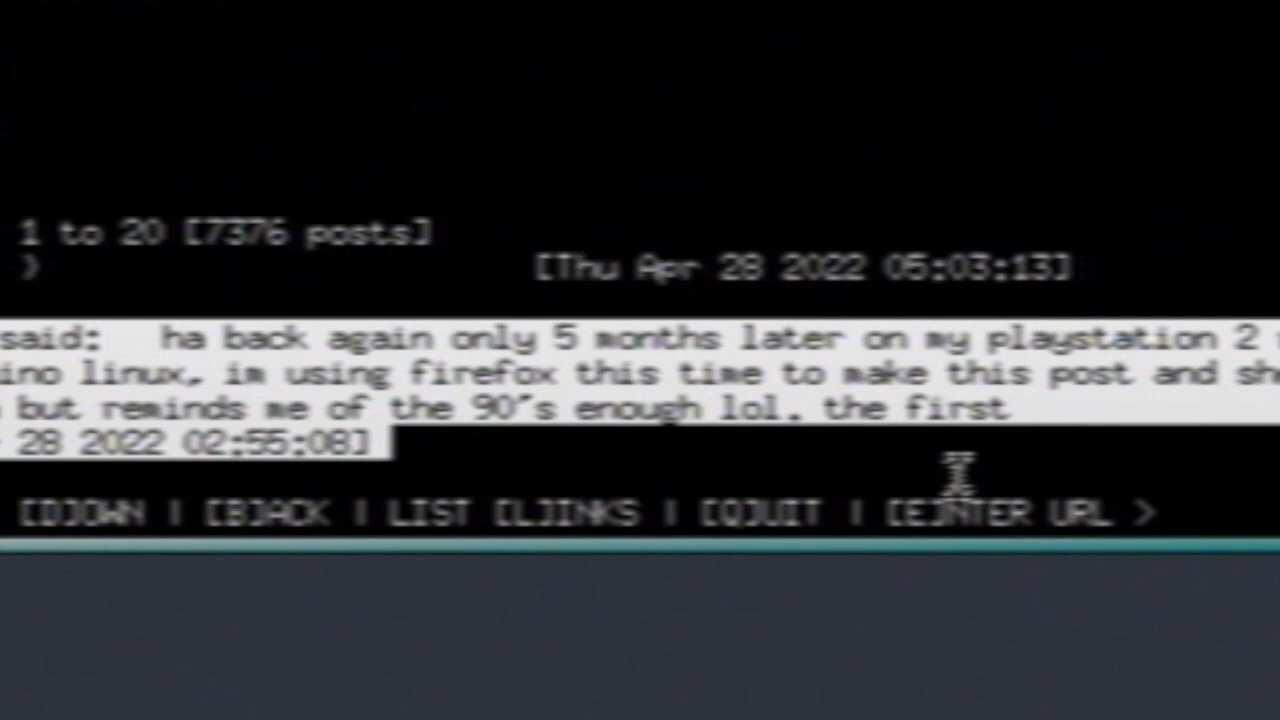 1 to 20 [7376 posts]
> [Thu Apr 28 2022 05:03:13]
said: ha back again only 5 months later on my playstation 2
ino linux, im using firefox this time to make this post and sh
but reminds me of the 90's enough lol. the first
28 2022 02:55:08]
[D]OWN | [B]ACK | LIST [L]INKS | [Q]UIT | [E]NTER URL >